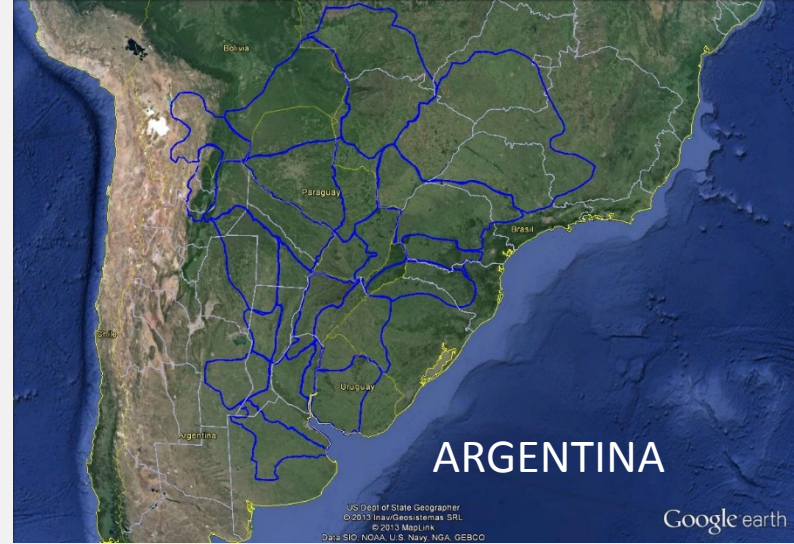 Bolivia
Paraguay
Brasil
Chile
Uruguay
Argentina
ARGENTINA
US Dept of State Geographer
© 2013 Inav/Geosistemas SRL
© 2013 MapLink
Data SIO, NOAA, U.S. Navy, NGA, GEBCO
Google earth